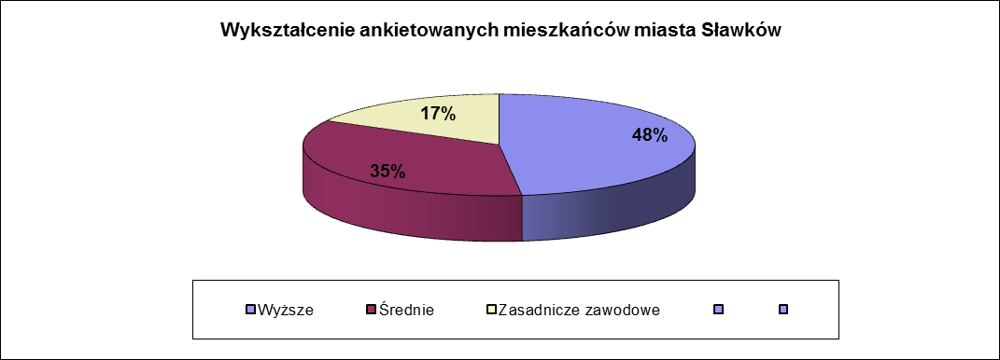 Wykształcenie ankietowanych mieszkańców miasta Sławków
17%
48%
35%
Wyższe Średnie Zasadnicze zawodowe